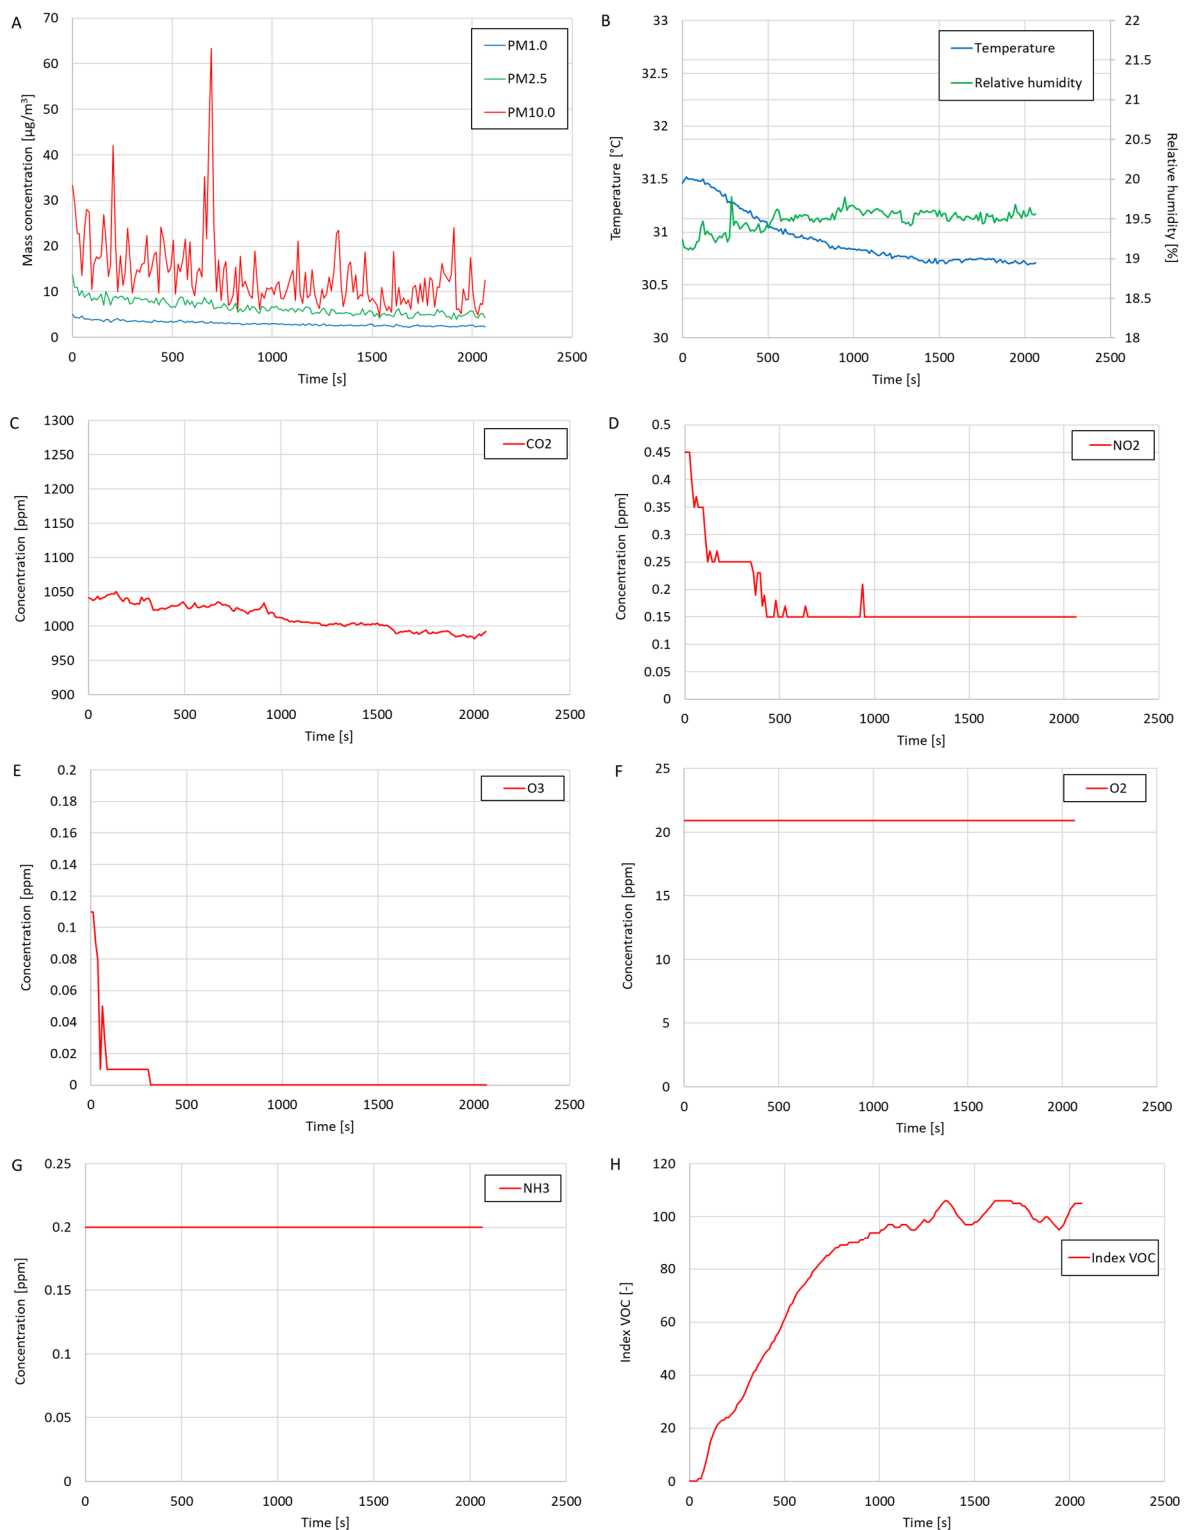 A
70
60
50
40
30
20
10
0
Mass concentration [µg/m³]
PM1.0
PM2.5
PM10.0
0 500 1000 1500 2000 2500
Time [s]
B
33
32.5
32
31.5
31
30.5
30
Temperature [°C]
Temperature
Relative humidity
22
21.5
21
20.5
20
19.5
19
18.5
18
Relative humidity [%]
0 500 1000 1500 2000 2500
Time [s]
C
1300
1250
1200
1150
1100
1050
1000
950
900
Concentration [ppm]
CO2
0 500 1000 1500 2000 2500
Time [s]
D
0.5
0.45
0.4
0.35
0.3
0.25
0.2
0.15
0.1
0.05
0
Concentration [ppm]
NO2
0 500 1000 1500 2000 2500
Time [s]
E
0.2
0.18
0.16
0.14
0.12
0.1
0.08
0.06
0.04
0.02
0
Concentration [ppm]
O3
0 500 1000 1500 2000 2500
Time [s]
F
25
20
15
10
5
0
Concentration [ppm]
O2
0 500 1000 1500 2000 2500
Time [s]
G
0.25
0.2
0.15
0.1
0.05
0
Concentration [ppm]
NH3
0 500 1000 1500 2000 2500
Time [s]
H
120
100
80
60
40
20
0
Index VOC [-]
Index VOC
0 500 1000 1500 2000 2500
Time [s]